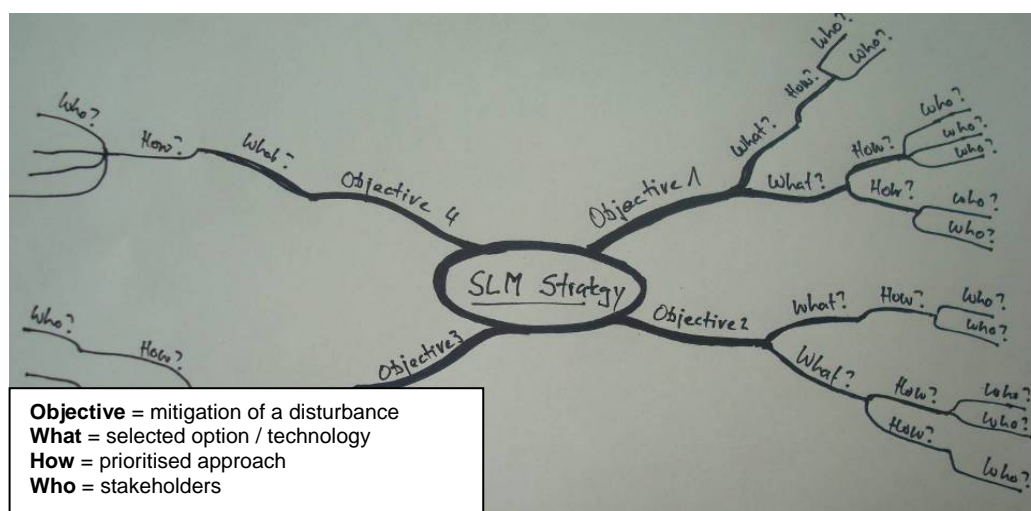 SLM Strategy
Objective 1
What?
How?
Who?
Who?
What?
How?
Who?
who?
who?
How?
who?
who?
Objective 2
What?
How?
Who?
Who?
What?
How?
Who?
Who?
How?
Who?
Objective 3
How?
Who?
Objective 4
What?
How?
Who?
Objective = mitigation of a disturbance
What = selected option / technology
How = prioritised approach
Who = stakeholders